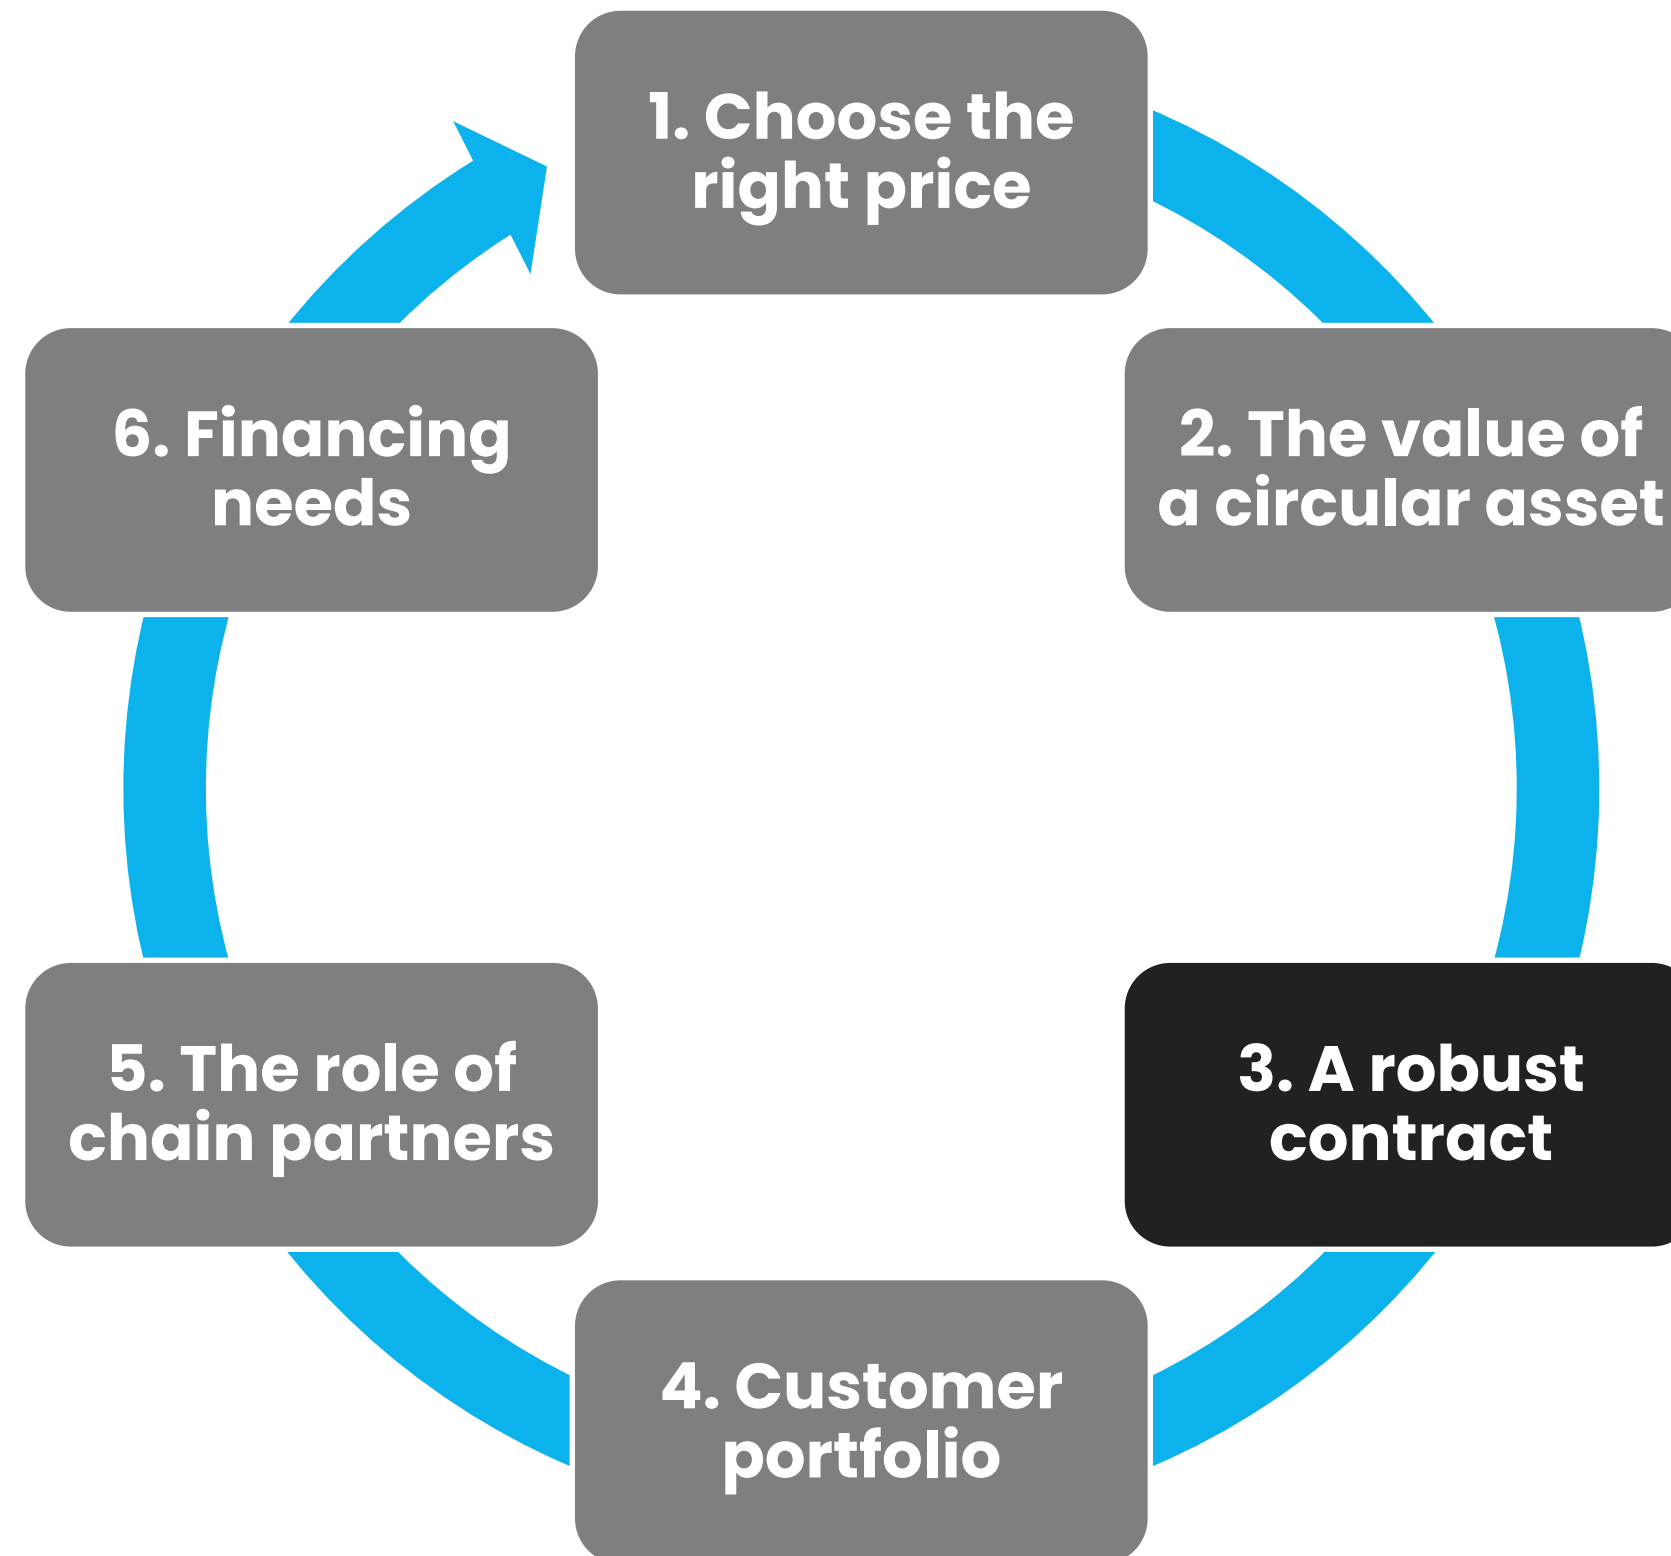 1. Choose the
right price
2. The value of
a circular asset
3. A robust
contract
4. Customer
portfolio
5. The role of
chain partners
6. Financing
needs